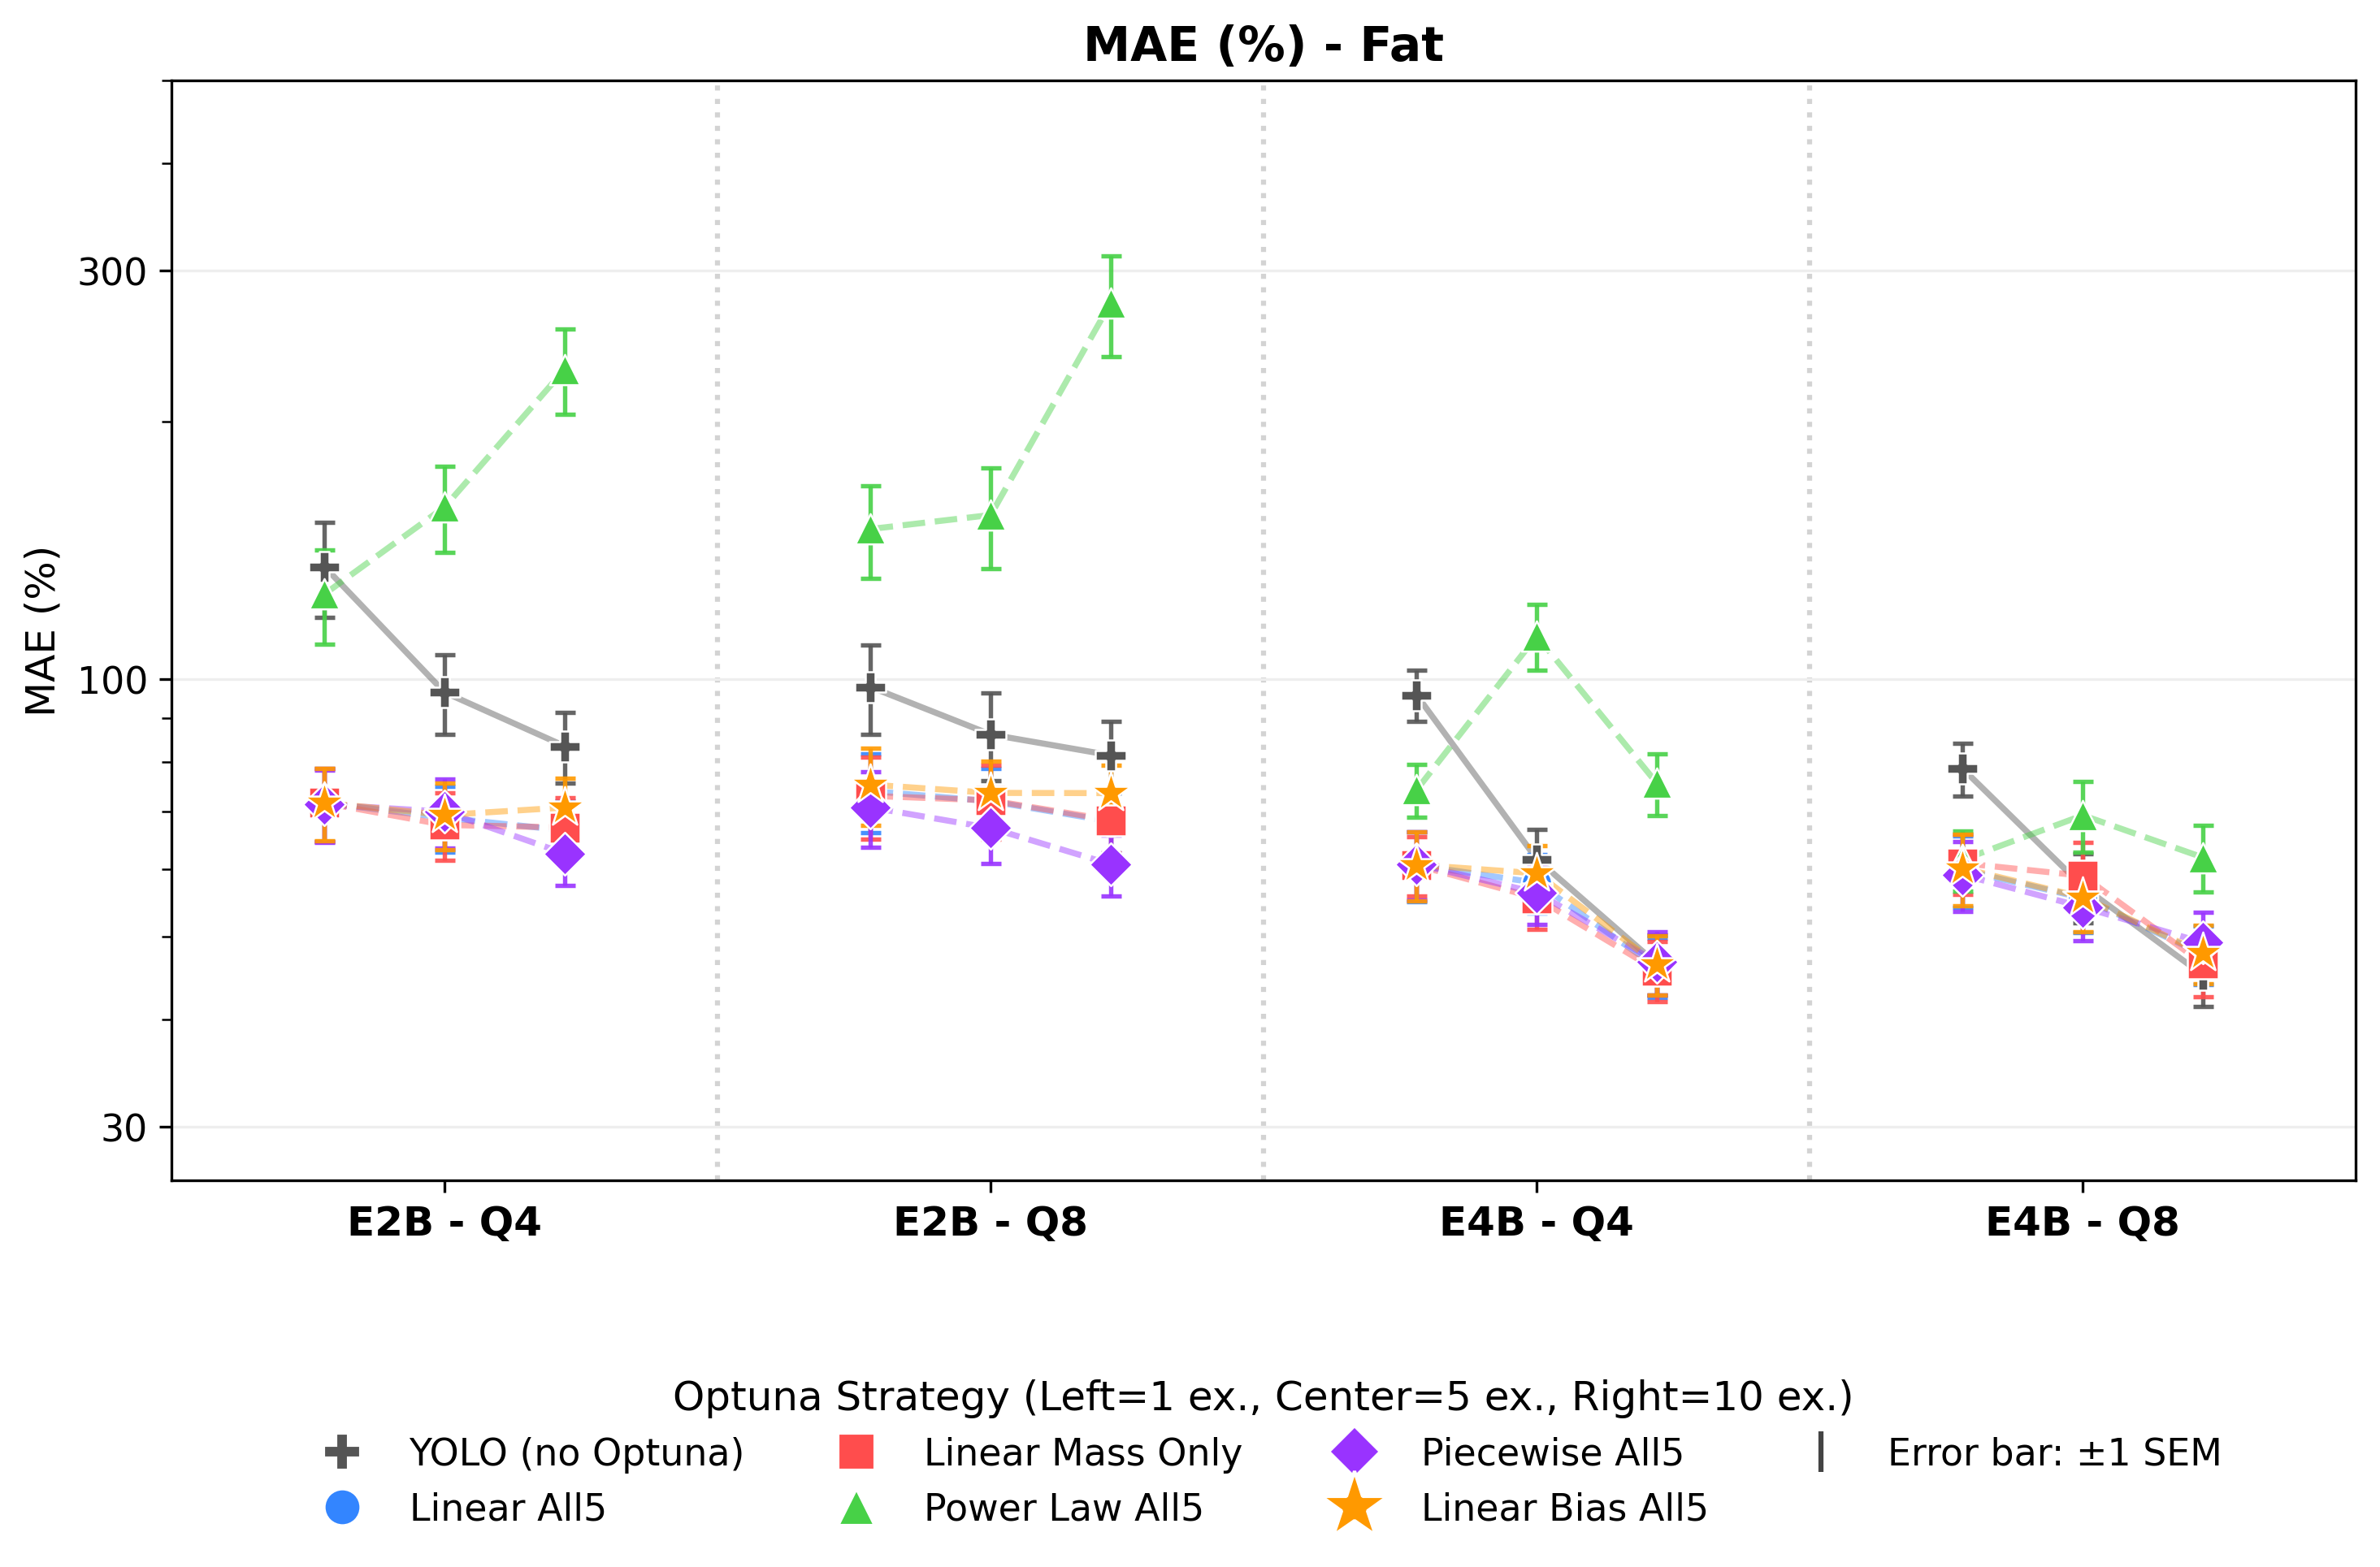 MAE (%) - Fat
MAE (%)
300
100
30
E2B - Q4
E2B - Q8
E4B - Q4
E4B - Q8
Optuna Strategy (Left=1 ex., Center=5 ex., Right=10 ex.)
YOLO (no Optuna)
Linear All5
Linear Mass Only
Power Law All5
Piecewise All5
Linear Bias All5
Error bar: ±1 SEM